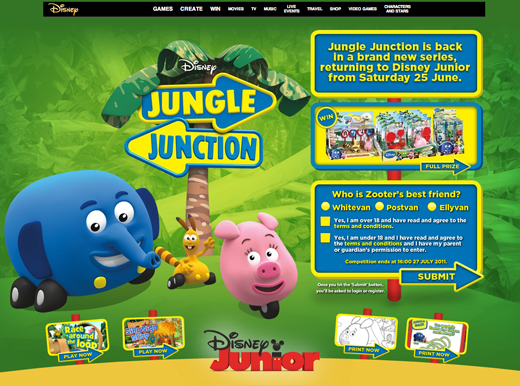 Disney
GAMES CREATE WIN MOVIES TV MUSIC LIVE EVENTS TRAVEL SHOP VIDEO GAMES CHARACTERS AND STARS
Disney
JUNGLE
JUNCTION
Jungle Junction is back
in a brand new series,
returning to Disney Junior
from Saturday 25 June.
WIN
FULL PRIZE
Who is Zooter's best friend?
Whitevan Postvan Ellyvan
Yes, I am over 18 and have read and agree to the
terms and conditions.
Yes, I am under 18 and I have read and agree to
the terms and conditions and I have my parent
or guardian's permission to enter.
Competition ends at 16:00 27 JULY 2011.
SUBMIT
Once you hit the 'Submit' button,
you'll be asked to login or register.
Race
around
the
PLAY NOW
PLAY NOW
Disney
Junior
PRINT NOW
PRINT NOW